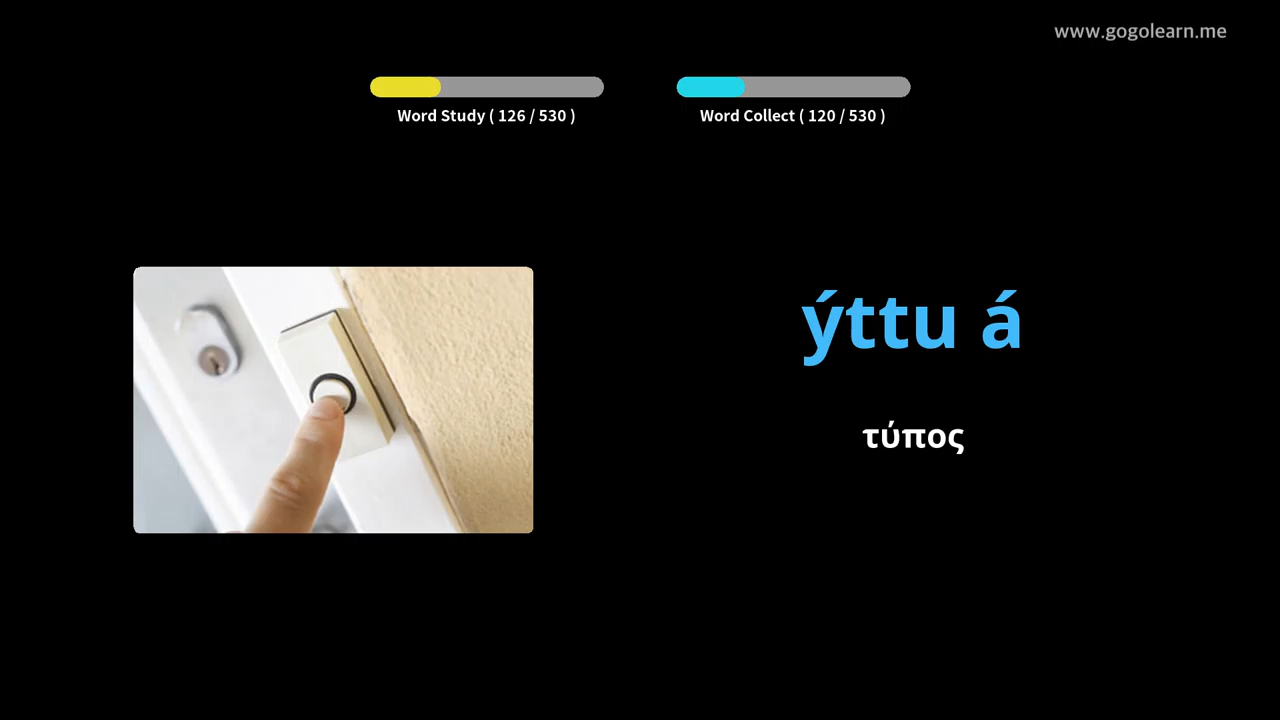 www.gogolearn.me
Word Study ( 126 / 530 )
Word Collect ( 120 / 530 )
ýttu á
τύπος